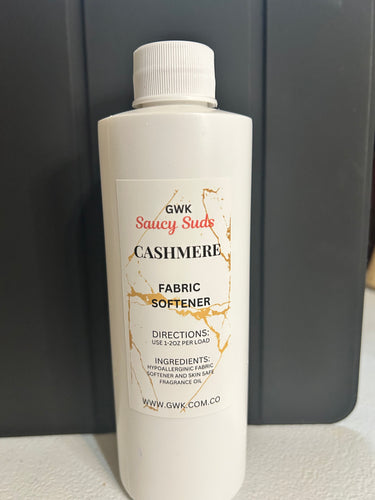 GWK
Saucy Suds
CASHMERE
FABRIC
SOFTENER
DIRECTIONS:
USE 1-2OZ PER LOAD
INGREDIENTS:
HYPOALLERGINIC FABRIC
SOFTENER AND SKIN SAFE
FRAGRANCE OIL
WWW.GWK.COM.CO